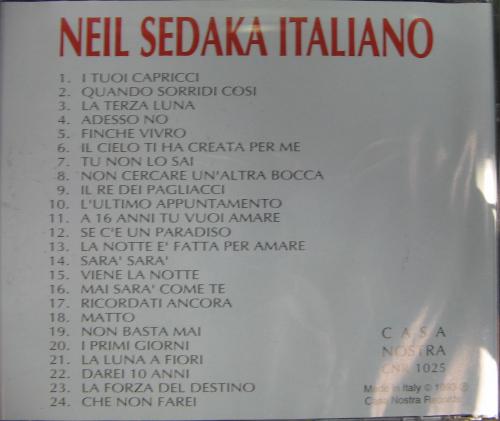 NEIL SEDAKA ITALIANO
1. I TUOI CAPRICCI
2. QUANDO SORRIDI COSI
3. LA TERZA LUNA
4. ADESSO NO
5. FINCHE VIVRO
6. IL CIELO TI HA CREATA PER ME
7. TU NON LO SAI
8. NON CERCARE UN'ALTRA BOCCA
9. IL RE DEI PAGLIACCI
10. L'ULTIMO APPUNTAMENTO
11. A 16 ANNI TU VUOI AMARE
12. SE C'E UN PARADISO
13. LA NOTTE E' FATTA PER AMARE
14. SARA' SARA'
15. VIENE LA NOTTE
16. MAI SARA' COME TE
17. RICORDATI ANCORA
18. MATTO
19. NON BASTA MAI
20. I PRIMI GIORNI
21. LA LUNA A FIORI
22. DAREI 10 ANNI
23. LA FORZA DEL DESTINO
24. CHE NON FAREI
CASA
NOSTRA
CNR 1025
Made in Italy © 1993 ℗
Casa Nostra Records